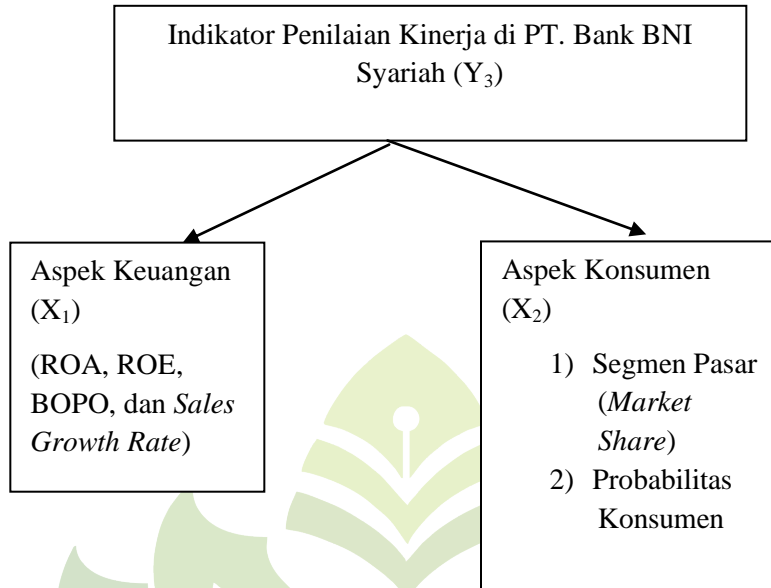 Indikator Penilaian Kinerja di PT. Bank BNI
Syariah (Y₃)
Aspek Keuangan
(X₁)
(ROA, ROE,
BOPO, dan Sales
Growth Rate)
Aspek Konsumen
(X₂)
1) Segmen Pasar
(Market
Share)
2) Probabilitas
Konsumen